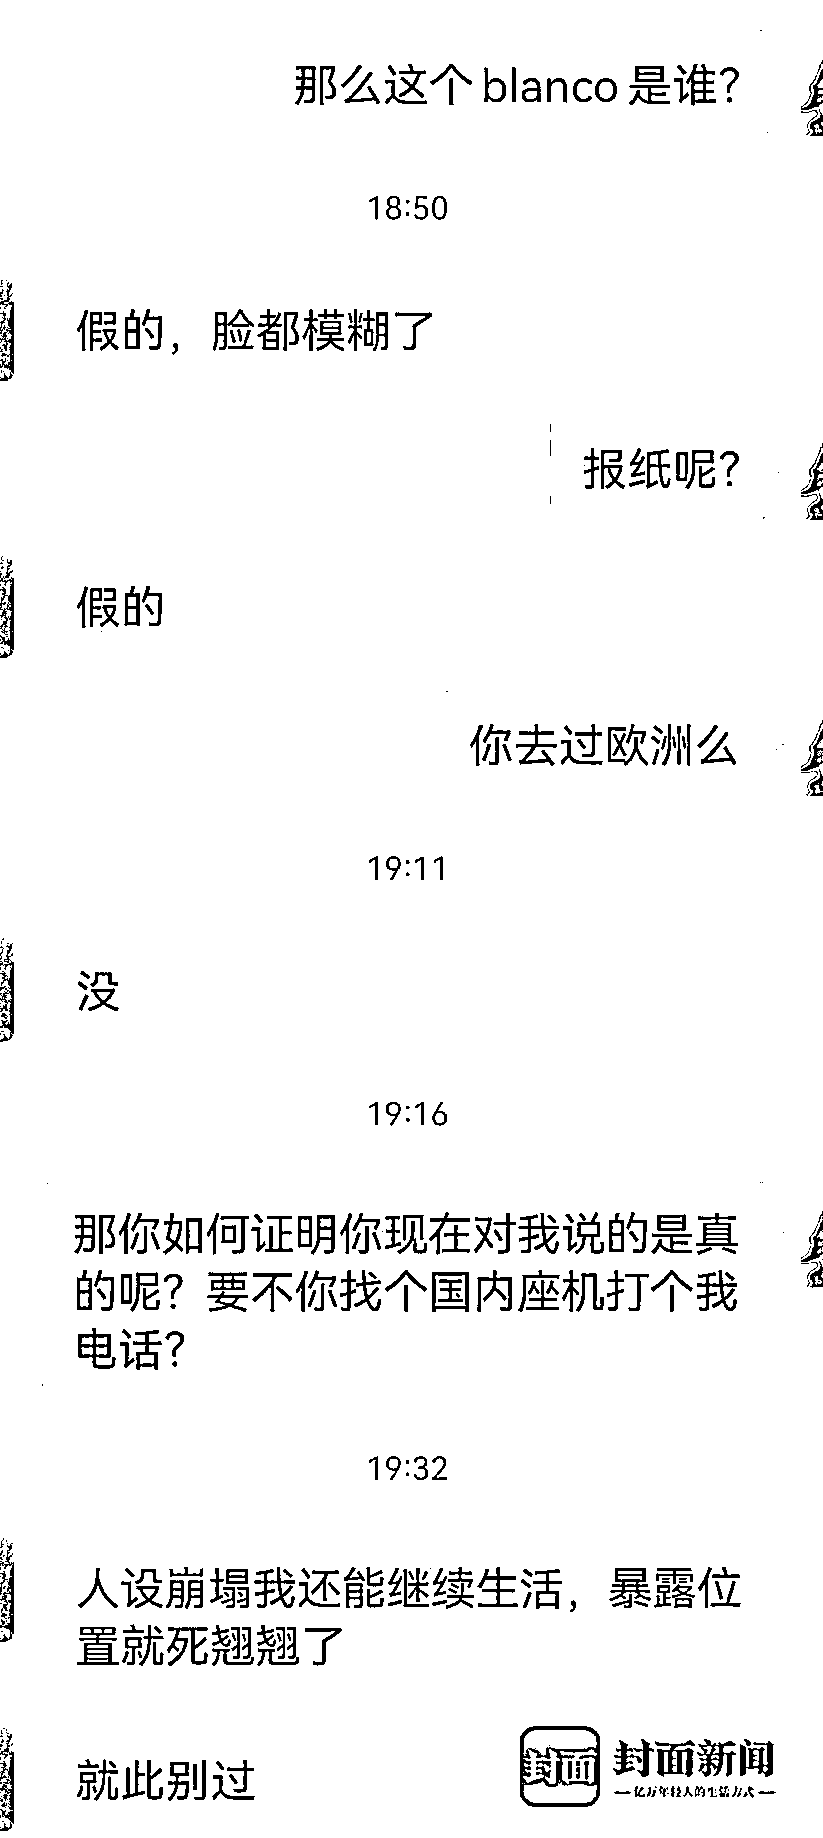 那么这个blanco是谁？
18:50
假的，脸都模糊了
报纸呢？
假的
你去过欧洲么
19:11
没
19:16
那你如何证明你现在对我说的是真
的呢？要不你找个国内座机打个我
电话？
19:32
人设崩塌我还能继续生活，暴露位
置就死翘翘了
就此别过
封面
封面新闻
亿万年轻人的生活方式